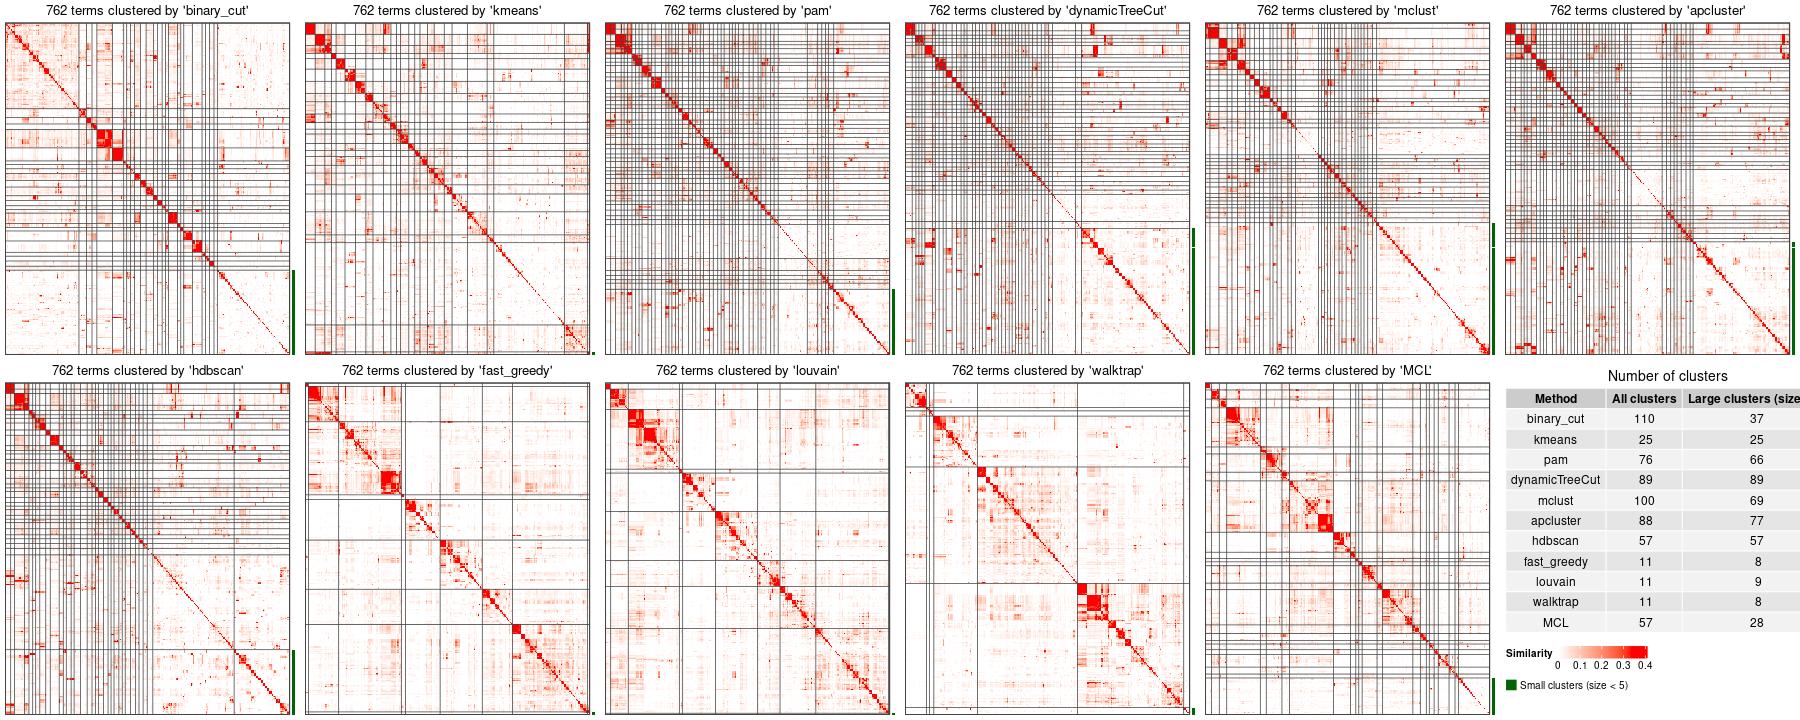 762 terms clustered by 'binary_cut'
762 terms clustered by 'kmeans'
762 terms clustered by 'pam'
762 terms clustered by 'dynamicTreeCut'
762 terms clustered by 'mclust'
762 terms clustered by 'apcluster'
762 terms clustered by 'hdbscan'
762 terms clustered by 'fast_greedy'
762 terms clustered by 'louvain'
762 terms clustered by 'walktrap'
762 terms clustered by 'MCL'
Number of clusters
Method All clusters Large clusters (size
binary_cut 110 37
kmeans 25 25
pam 76 66
dynamicTreeCut 89 89
mclust 100 69
apcluster 88 77
hdbscan 57 57
fast_greedy 11 8
louvain 11 9
walktrap 11 8
MCL 57 28
Similarity
0 0.1 0.2 0.3 0.4
Small clusters (size < 5)